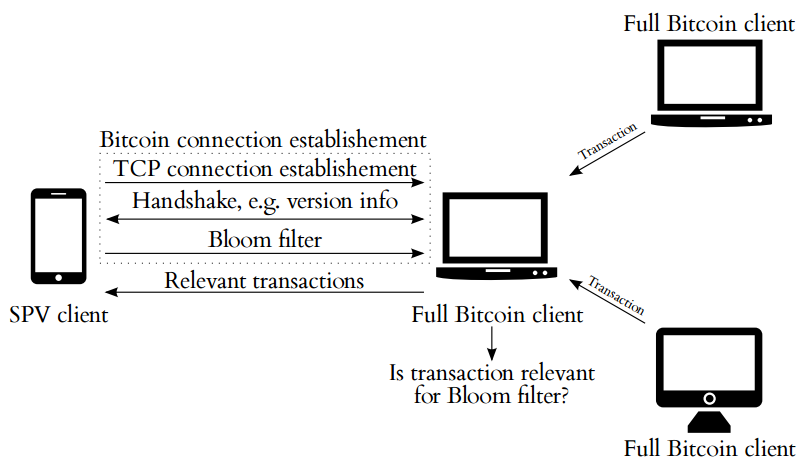 Full Bitcoin client
Transaction
Bitcoin connection establishement
TCP connection establishement
Handshake, e.g. version info
Bloom filter
Relevant transactions
SPV client
Full Bitcoin client
Is transaction relevant
for Bloom filter?
Transaction
Full Bitcoin client